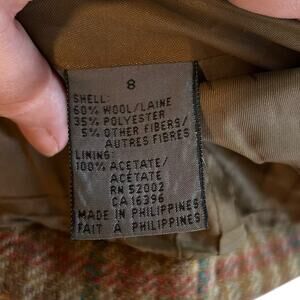 8
SHELL:
60% WOOL/LAINE
35% POLYESTER
5% OTHER FIBERS/
AUTRES FIBRES
LINING:
100% ACETATE/
ACÉTATE
RN 52002
CA 16396
MADE IN PHILIPPINES
FAIT A PHILIPPINES